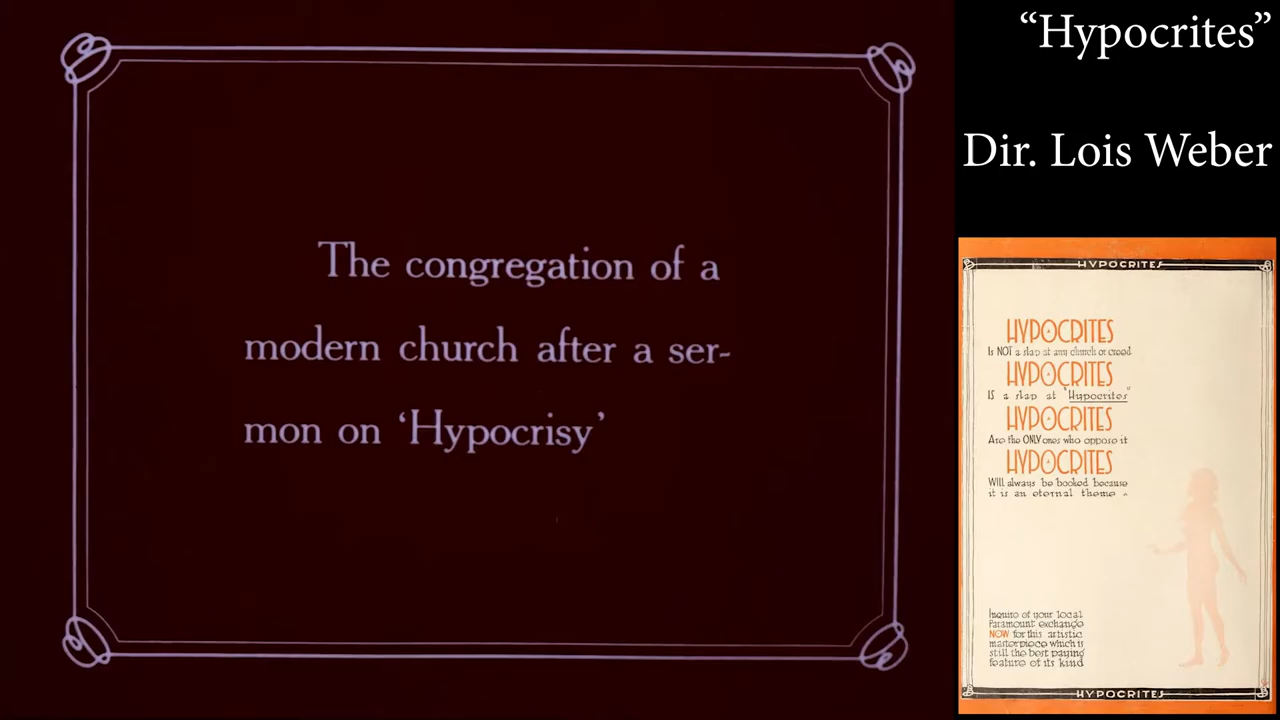 The congregation of a
modern church after a ser-
mon on ‘Hypocrisy’
“Hypocrites”
Dir. Lois Weber
HYPOCRITES
HYPOCRITES
Is NOT a slap at any church or creed
HYPOCRITES
IS a slap at "Hypocrites"
HYPOCRITES
Are the ONLY ones who oppose it
HYPOCRITES
WILL always be booked because
it is an eternal theme
Inquire of your local
Paramount exchange
NOW for this artistic
masterpiece which is
still the best paying
feature of its kind
HYPOCRITES